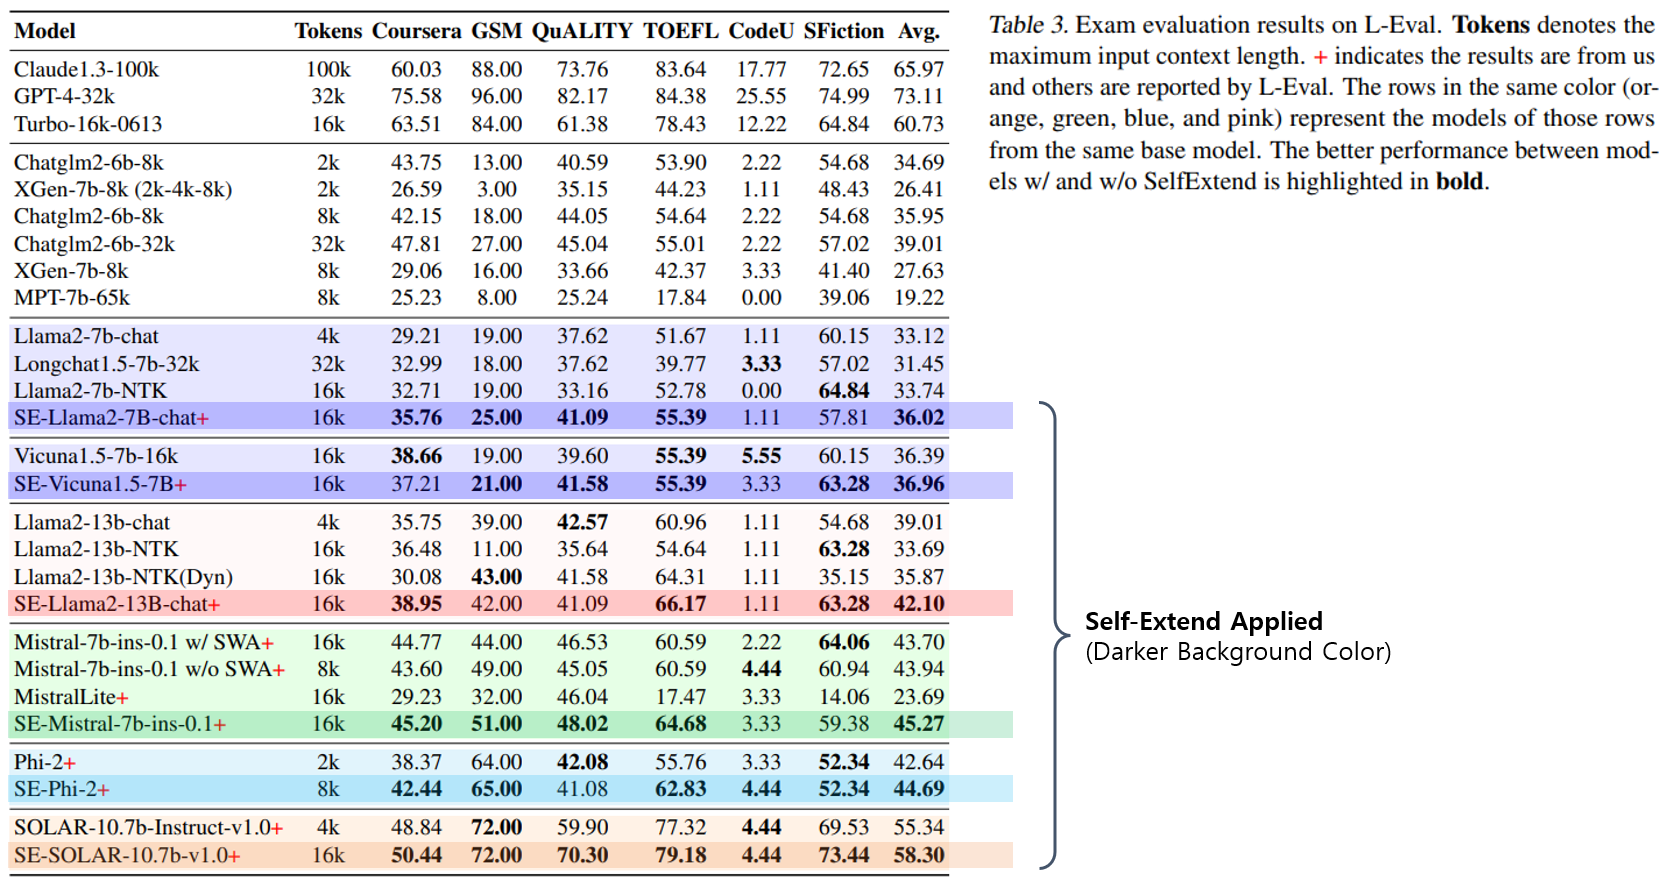 Model Tokens Coursera GSM QuALITY TOEFL CodeU SFiction Avg.
Claude1.3-100k 100k 60.03 88.00 73.76 83.64 17.77 72.65 65.97
GPT-4-32k 32k 75.58 96.00 82.17 84.38 25.55 74.99 73.11
Turbo-16k-0613 16k 63.51 84.00 61.38 78.43 12.22 64.84 60.73
Chatglm2-6b-8k 2k 43.75 13.00 40.59 53.90 2.22 54.68 34.69
XGen-7b-8k (2k-4k-8k) 2k 26.59 3.00 35.15 44.23 1.11 48.43 26.41
Chatglm2-6b-8k 8k 42.15 18.00 44.05 54.64 2.22 54.68 35.95
Chatglm2-6b-32k 32k 47.81 27.00 45.04 55.01 2.22 57.02 39.01
XGen-7b-8k 8k 29.06 16.00 33.66 42.37 3.33 41.40 27.63
MPT-7b-65k 8k 25.23 8.00 25.24 17.84 0.00 39.06 19.22
Llama2-7b-chat 4k 29.21 19.00 37.62 51.67 1.11 60.15 33.12
Longchat1.5-7b-32k 32k 32.99 18.00 37.62 39.77 3.33 57.02 31.45
Llama2-7b-NTK 16k 32.71 19.00 33.16 52.78 0.00 64.84 33.74
SE-Llama2-7B-chat+ 16k 35.76 25.00 41.09 55.39 1.11 57.81 36.02
Vicuna1.5-7b-16k 16k 38.66 19.00 39.60 55.39 5.55 60.15 36.39
SE-Vicuna1.5-7B+ 16k 37.21 21.00 41.58 55.39 3.33 63.28 36.96
Llama2-13b-chat 4k 35.75 39.00 42.57 60.96 1.11 54.68 39.01
Llama2-13b-NTK 16k 36.48 11.00 35.64 54.64 1.11 63.28 33.69
Llama2-13b-NTK(Dyn) 16k 30.08 43.00 41.58 64.31 1.11 35.15 35.87
SE-Llama2-13B-chat+ 16k 38.95 42.00 41.09 66.17 1.11 63.28 42.10
Mistral-7b-ins-0.1 w/ SWA+ 16k 44.77 44.00 46.53 60.59 2.22 64.06 43.70
Mistral-7b-ins-0.1 w/o SWA+ 8k 43.60 49.00 45.05 60.59 4.44 60.94 43.94
MistralLite+ 16k 29.23 32.00 46.04 17.47 3.33 14.06 23.69
SE-Mistral-7b-ins-0.1+ 16k 45.20 51.00 48.02 64.68 3.33 59.38 45.27
Phi-2+ 2k 38.37 64.00 42.08 55.76 3.33 52.34 42.64
SE-Phi-2+ 8k 42.44 65.00 41.08 62.83 4.44 52.34 44.69
SOLAR-10.7b-Instruct-v1.0+ 4k 48.84 72.00 59.90 77.32 4.44 69.53 55.34
SE-SOLAR-10.7b-v1.0+ 16k 50.44 72.00 70.30 79.18 4.44 73.44 58.30
Table 3. Exam evaluation results on L-Eval. Tokens denotes the
maximum input context length. + indicates the results are from us
and others are reported by L-Eval. The rows in the same color (or-
ange, green, blue, and pink) represent the models of those rows
from the same base model. The better performance between mod-
els w/ and w/o SelfExtend is highlighted in bold.
Self-Extend Applied
(Darker Background Color)